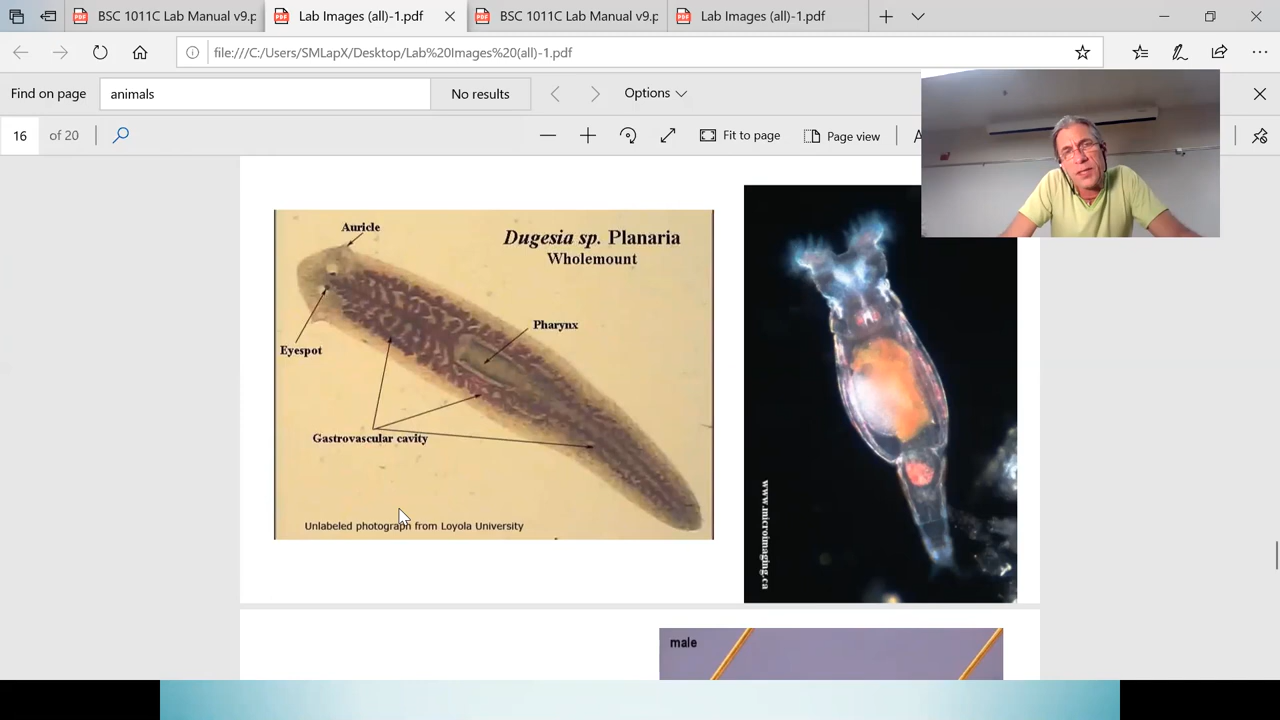 BSC 1011C Lab Manual v9.p
Lab Images (all)-1.pdf
BSC 1011C Lab Manual v9.p
Lab Images (all)-1.pdf
file:///C:/Users/SMLapX/Desktop/Lab%20Images%20(all)-1.pdf
Find on page
animals
No results
Options
16
of 20
Fit to page
Page view
A
Auricle
Dugesia sp. Planaria
Wholemount
Pharynx
Eyespot
Gastrovascular cavity
Unlabeled photograph from Loyola University
www.microimaging.ca
male